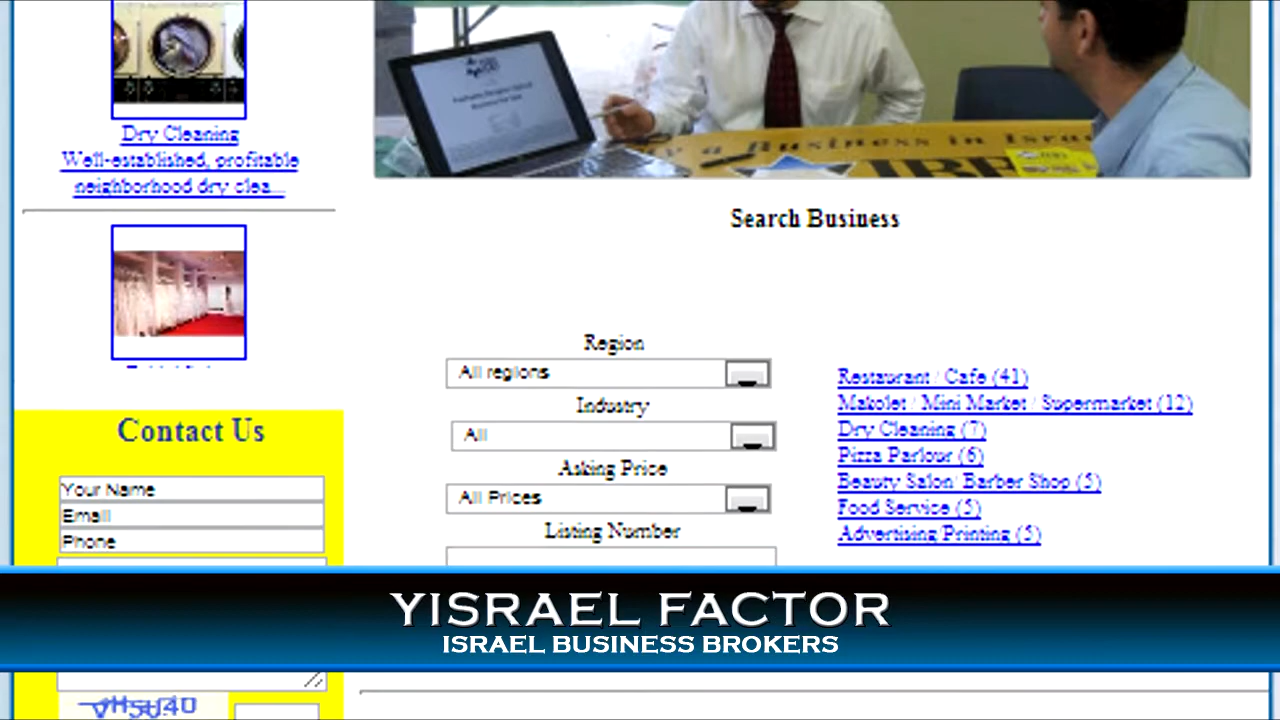 Dry Cleaning
Well-established, profitable
neighborhood dry clea...
Search Business
Region
All regions
Industry
All
Asking Price
All Prices
Listing Number
Restaurant / Cafe (41)
Makolet / Mini Market / Supermarket (12)
Dry Cleaning (7)
Pizza Parlour (6)
Beauty Salon/ Barber Shop (5)
Food Service (5)
Advertising Printing (5)
Contact Us
Your Name
Email
Phone
YISRAEL FACTOR
ISRAEL BUSINESS BROKERS